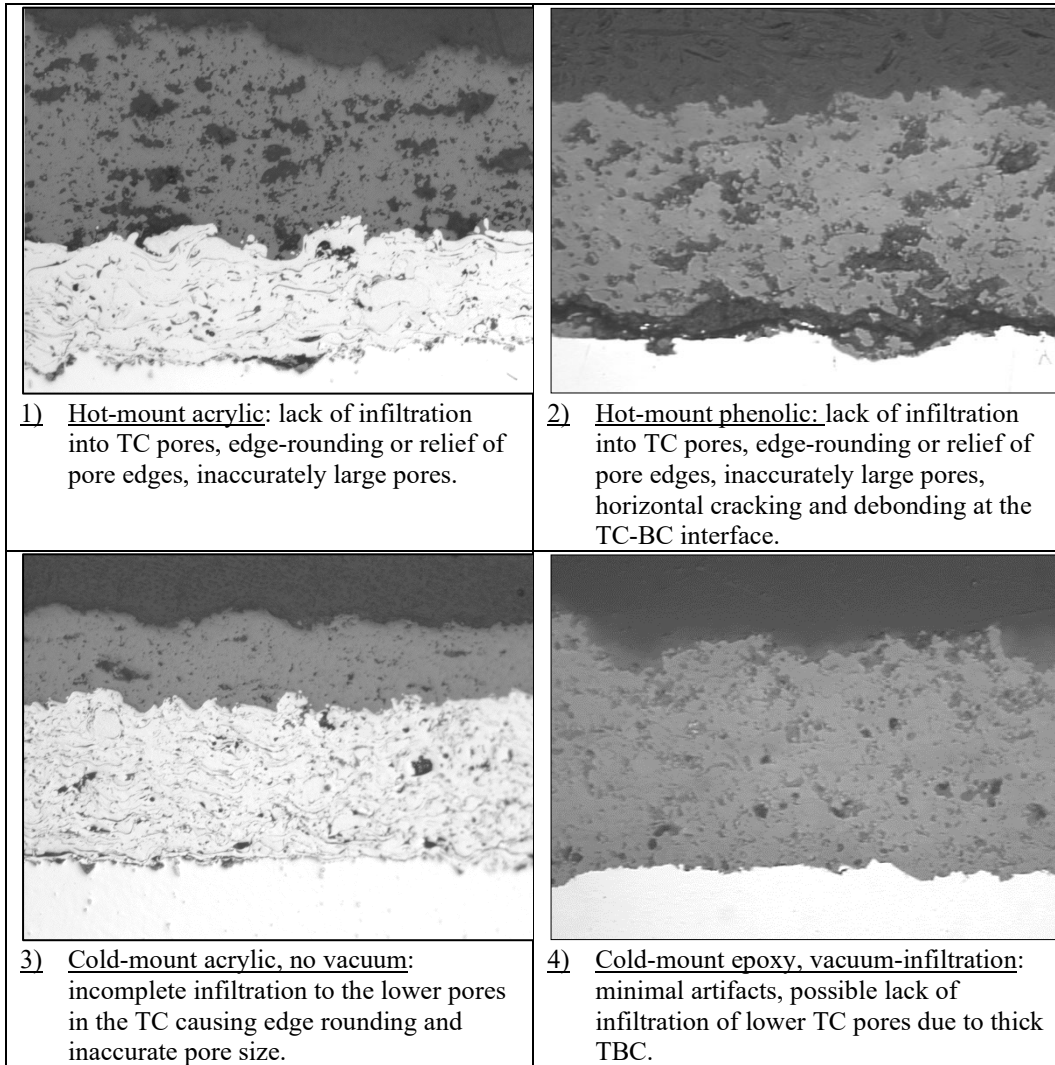 1) Hot-mount acrylic: lack of infiltration
into TC pores, edge-rounding or relief of
pore edges, inaccurately large pores.
2) Hot-mount phenolic: lack of infiltration
into TC pores, edge-rounding or relief of
pore edges, inaccurately large pores,
horizontal cracking and debonding at the
TC-BC interface.
3) Cold-mount acrylic, no vacuum:
incomplete infiltration to the lower pores
in the TC causing edge rounding and
inaccurate pore size.
4) Cold-mount epoxy, vacuum-infiltration:
minimal artifacts, possible lack of
infiltration of lower TC pores due to thick
TBC.